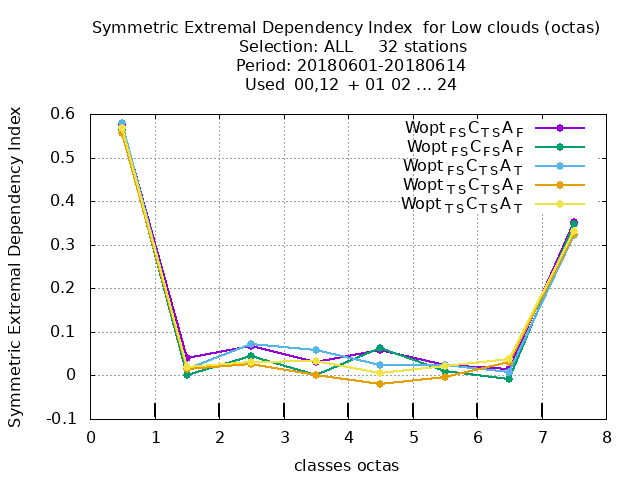 Symmetric Extremal Dependency Index  for Low clouds (octas)
Selection: ALL     32 stations
Period: 20180601-20180614
Used  00,12  + 01 02 ... 24
Symmetric Extremal Dependency Index
0.6
0.5
0.4
0.3
0.2
0.1
0
-0.1
Wopt FS C TS A F
Wopt FS C FS A F
Wopt FS C TS A T
Wopt TS C TS A F
Wopt TS C TS A T
0 1 2 3 4 5 6 7 8
classes octas